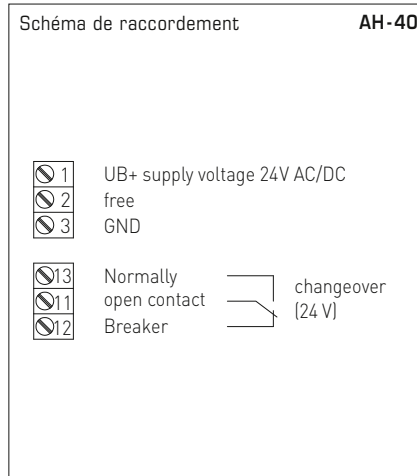 Schéma de raccordement AH-40
1 UB+ supply voltage 24V AC/DC
2 free
3 GND
13 Normally
11 open contact
12 Breaker
changeover
(24 V)